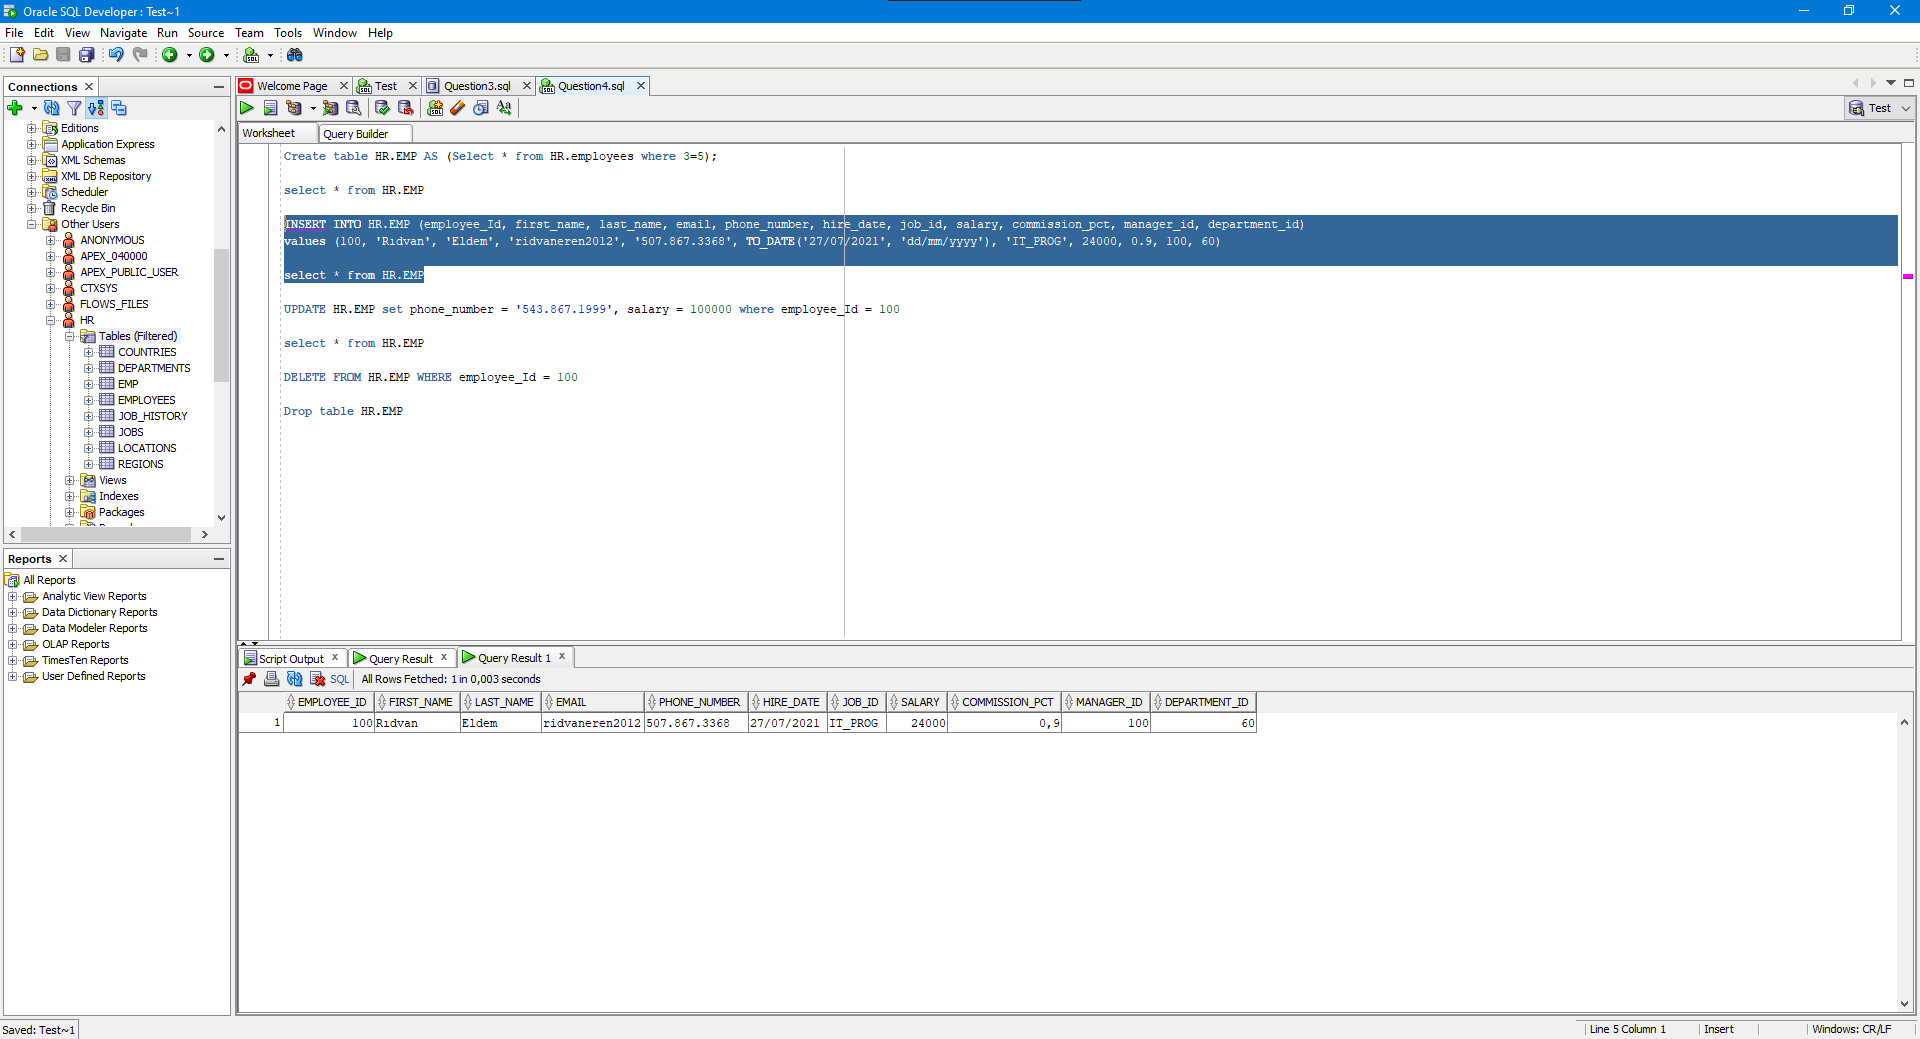 Oracle SQL Developer : Test~1
File Edit View Navigate Run Source Team Tools Window Help
Connections
Editions
Application Express
XML Schemas
XML DB Repository
Scheduler
Recycle Bin
Other Users
ANONYMOUS
APEX_040000
APEX_PUBLIC_USER
CTXSYS
FLOWS_FILES
HR
Tables (Filtered)
COUNTRIES
DEPARTMENTS
EMP
EMPLOYEES
JOB_HISTORY
JOBS
LOCATIONS
REGIONS
Views
Indexes
Packages
Reports
All Reports
Analytic View Reports
Data Dictionary Reports
Data Modeler Reports
OLAP Reports
TimesTen Reports
User Defined Reports
Welcome Page Test Question3.sql Question4.sql
Aa
Test
Worksheet Query Builder
Create table HR.EMP AS (Select * from HR.employees where 3=5);
select * from HR.EMP
INSERT INTO HR.EMP (employee_Id, first_name, last_name, email, phone_number, hire_date, job_id, salary, commission_pct, manager_id, department_id)
values (100, 'Rıdvan', 'Eldem', 'ridvaneren2012', '507.867.3368', TO_DATE('27/07/2021', 'dd/mm/yyyy'), 'IT_PROG', 24000, 0.9, 100, 60)
select * from HR.EMP
UPDATE HR.EMP set phone_number = '543.867.1999', salary = 100000 where employee_Id = 100
select * from HR.EMP
DELETE FROM HR.EMP WHERE employee_Id = 100
Drop table HR.EMP
Script Output Query Result Query Result 1
SQL All Rows Fetched: 1 in 0,003 seconds
EMPLOYEE_ID FIRST_NAME LAST_NAME EMAIL PHONE_NUMBER HIRE_DATE JOB_ID SALARY COMMISSION_PCT MANAGER_ID DEPARTMENT_ID
1 100 Rıdvan Eldem ridvaneren2012 507.867.3368 27/07/2021 IT_PROG 24000 0,9 100 60
Saved: Test~1
Line 5 Column 1 Insert Windows: CR/LF